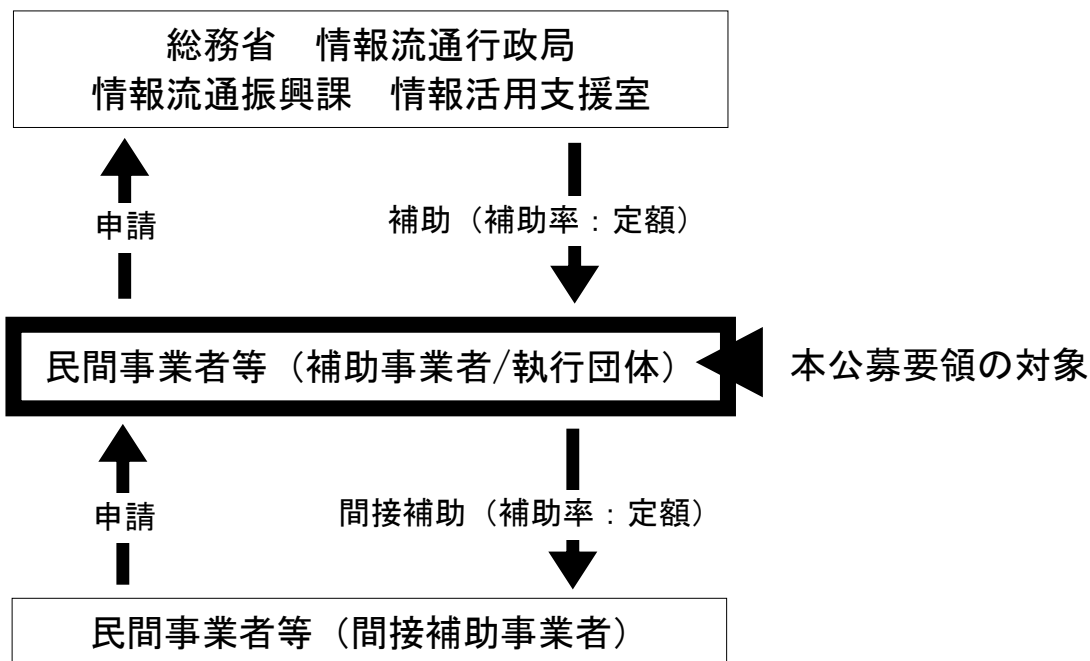 総務省　情報流通行政局
情報流通振興課　情報活用支援室
申請
補助（補助率：定額）
民間事業者等（補助事業者/執行団体）
本公募要領の対象
申請
間接補助（補助率：定額）
民間事業者等（間接補助事業者）